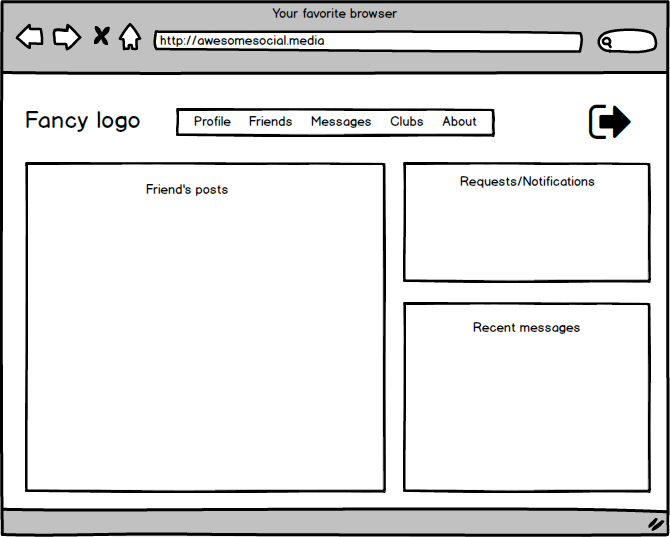 Your favorite browser
http://awesomesocial.media
Fancy logo
Profile Friends Messages Clubs About
Friend's posts
Requests/Notifications
Recent messages